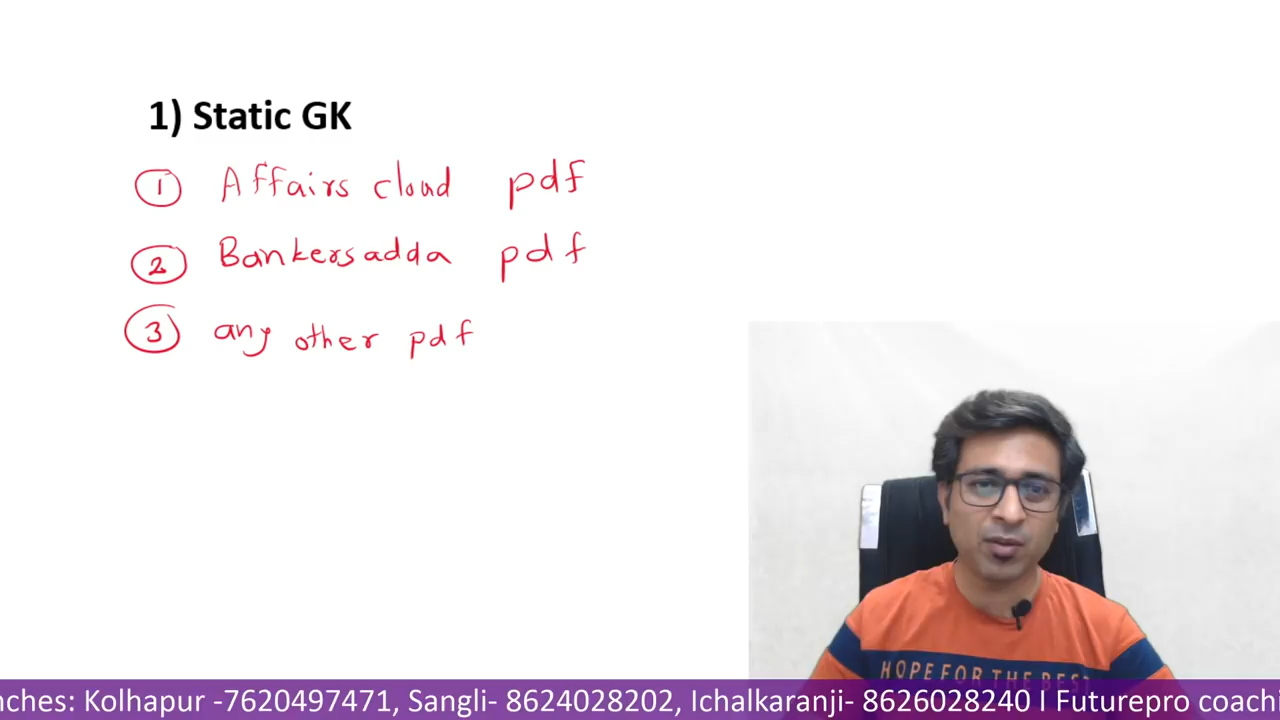 1) Static GK
1 Affairs cloud pdf
2 Bankersadda pdf
3 any other pdf
HOPE FOR THE BEST
nches: Kolhapur -7620497471, Sangli- 8624028202, Ichalkaranji- 8626028240 l Futurepro coachi